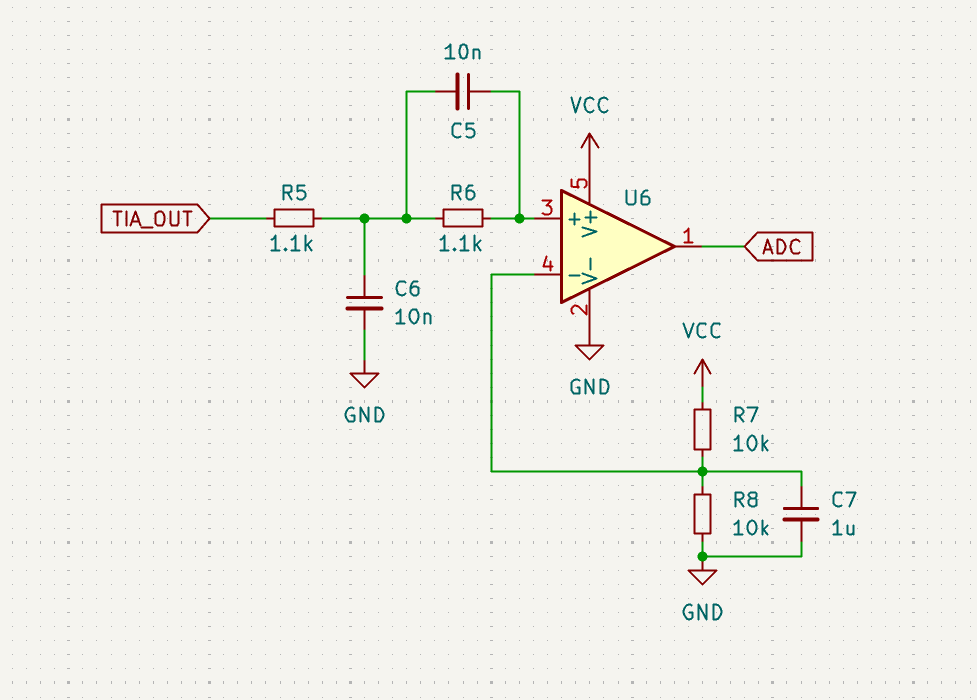 10n
C5
VCC
5
R5
R6
3
U6
TIA_OUT
+
V+
1.1k
1.1k
1
ADC
4
-
V-
C6
10n
2
VCC
GND
GND
R7
10k
R8
C7
10k
1u
GND